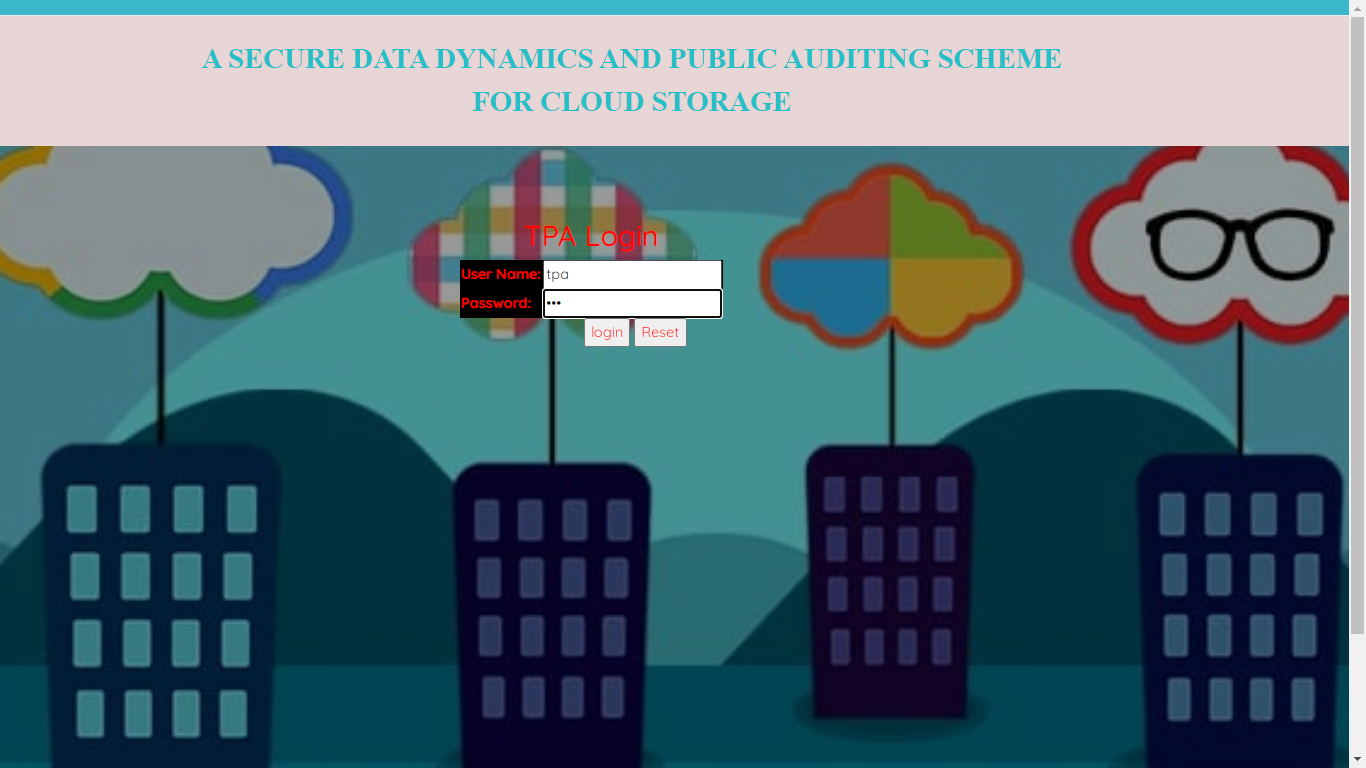 A SECURE DATA DYNAMICS AND PUBLIC AUDITING SCHEME
FOR CLOUD STORAGE
TPA Login
User Name: tpa
Password: •••
login Reset